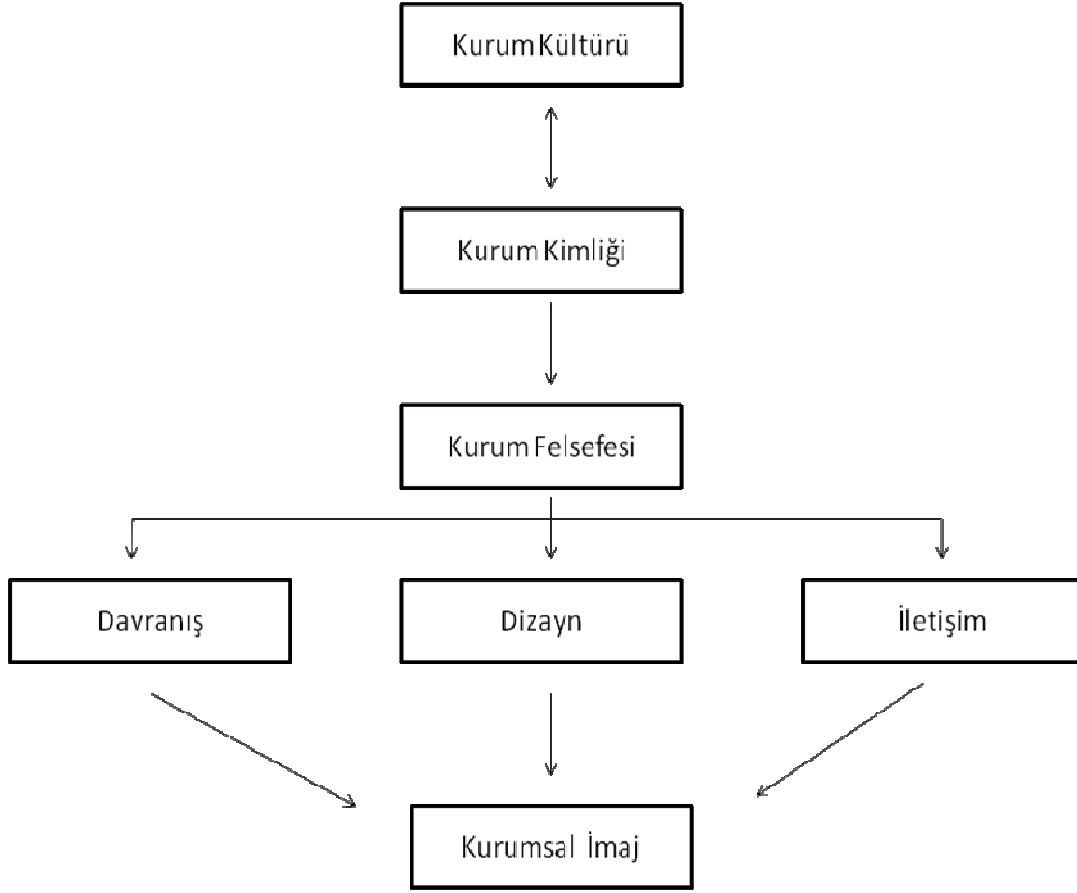 Kurum Kültürü
Kurum Kimliği
Kurum Felsefesi
Davranış
Dizayn
İletişim
Kurumsal İmaj